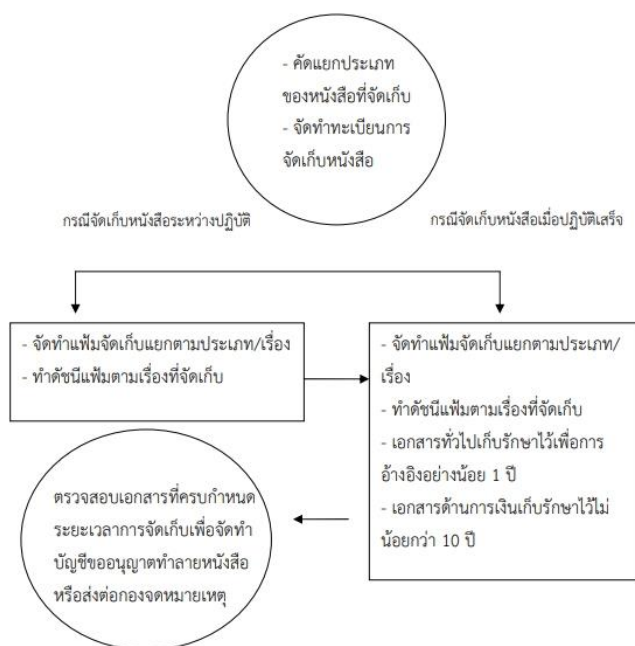 - คัดแยกประเภท
ของหนังสือที่จัดเก็บ
- จัดทำทะเบียนการ
จัดเก็บหนังสือ
กรณีจัดเก็บหนังสือระหว่างปฏิบัติ
กรณีจัดเก็บหนังสือเมื่อปฏิบัติเสร็จ
- จัดทำแฟ้มจัดเก็บแยกตามประเภท/เรื่อง
- ทำดัชนีแฟ้มตามเรื่องที่จัดเก็บ
- จัดทำแฟ้มจัดเก็บแยกตามประเภท/
เรื่อง
- ทำดัชนีแฟ้มตามเรื่องที่จัดเก็บ
- เอกสารทั่วไปเก็บรักษาไว้เพื่อการ
อ้างอิงอย่างน้อย 1 ปี
- เอกสารด้านการเงินเก็บรักษาไว้ไม่
น้อยกว่า 10 ปี
ตรวจสอบเอกสารที่ครบกำหนด
ระยะเวลาการจัดเก็บเพื่อจัดทำ
บัญชีขออนุญาตทำลายหนังสือ
หรือส่งต่อกองจดหมายเหตุ